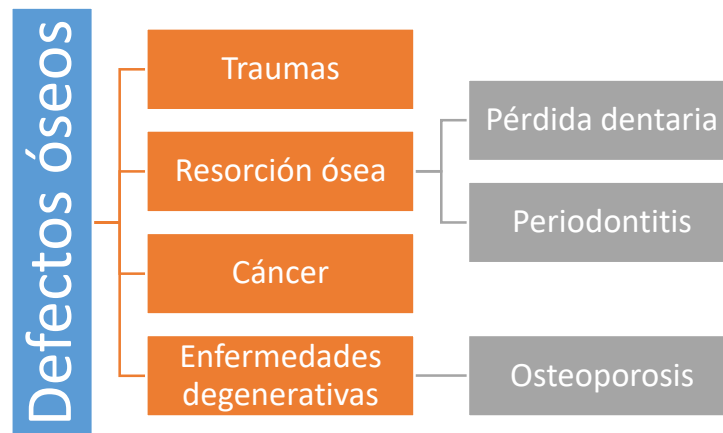 Defectos óseos
Traumas
Resorción ósea
Pérdida dentaria
Periodontitis
Cáncer
Enfermedades
degenerativas
Osteoporosis